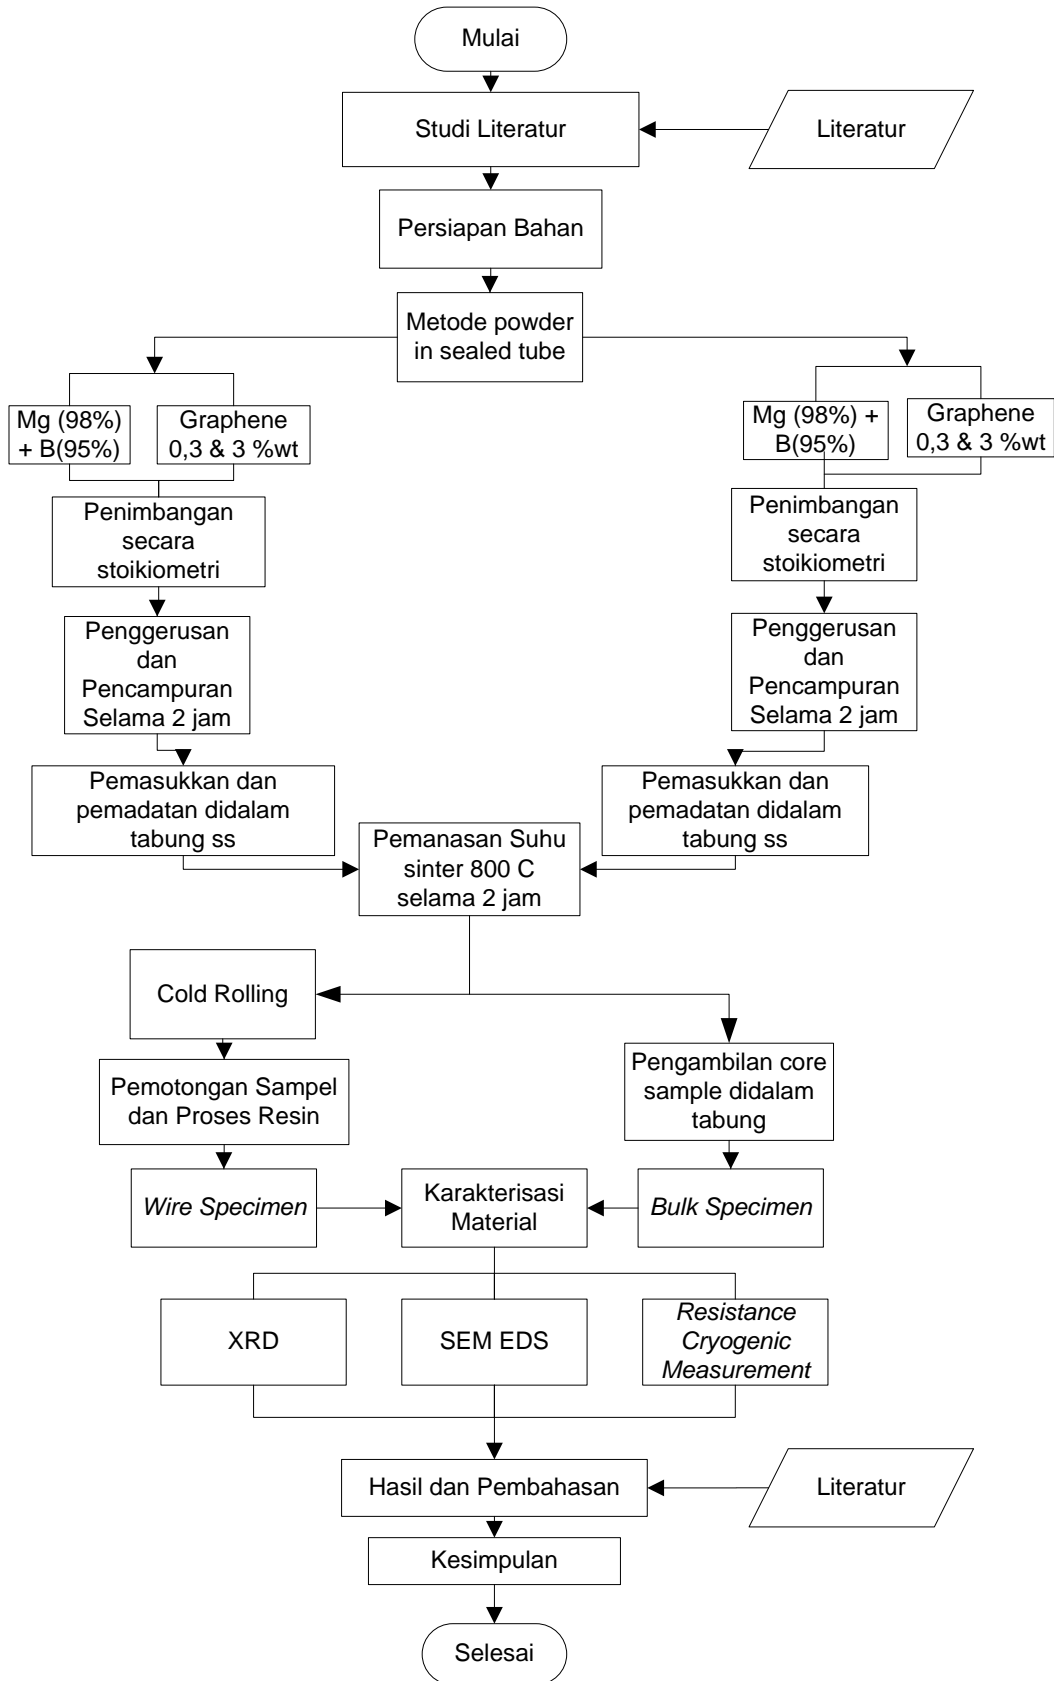 Mulai
Studi Literatur
Literatur
Persiapan Bahan
Metode powder
in sealed tube
Mg (98%)
+ B(95%)
Graphene
0,3 & 3 %wt
Mg (98%) +
B(95%)
Graphene
0,3 & 3 %wt
Penimbangan
secara
stoikiometri
Penimbangan
secara
stoikiometri
Penggerusan
dan
Pencampuran
Selama 2 jam
Penggerusan
dan
Pencampuran
Selama 2 jam
Pemasukkan dan
pemadatan didalam
tabung ss
Pemasukkan dan
pemadatan didalam
tabung ss
Pemanasan Suhu
sinter 800 C
selama 2 jam
Cold Rolling
Pemotongan Sampel
dan Proses Resin
Pengambilan core
sample didalam
tabung
Wire Specimen
Karakterisasi
Material
Bulk Specimen
XRD
SEM EDS
Resistance
Cryogenic
Measurement
Hasil dan Pembahasan
Literatur
Kesimpulan
Selesai